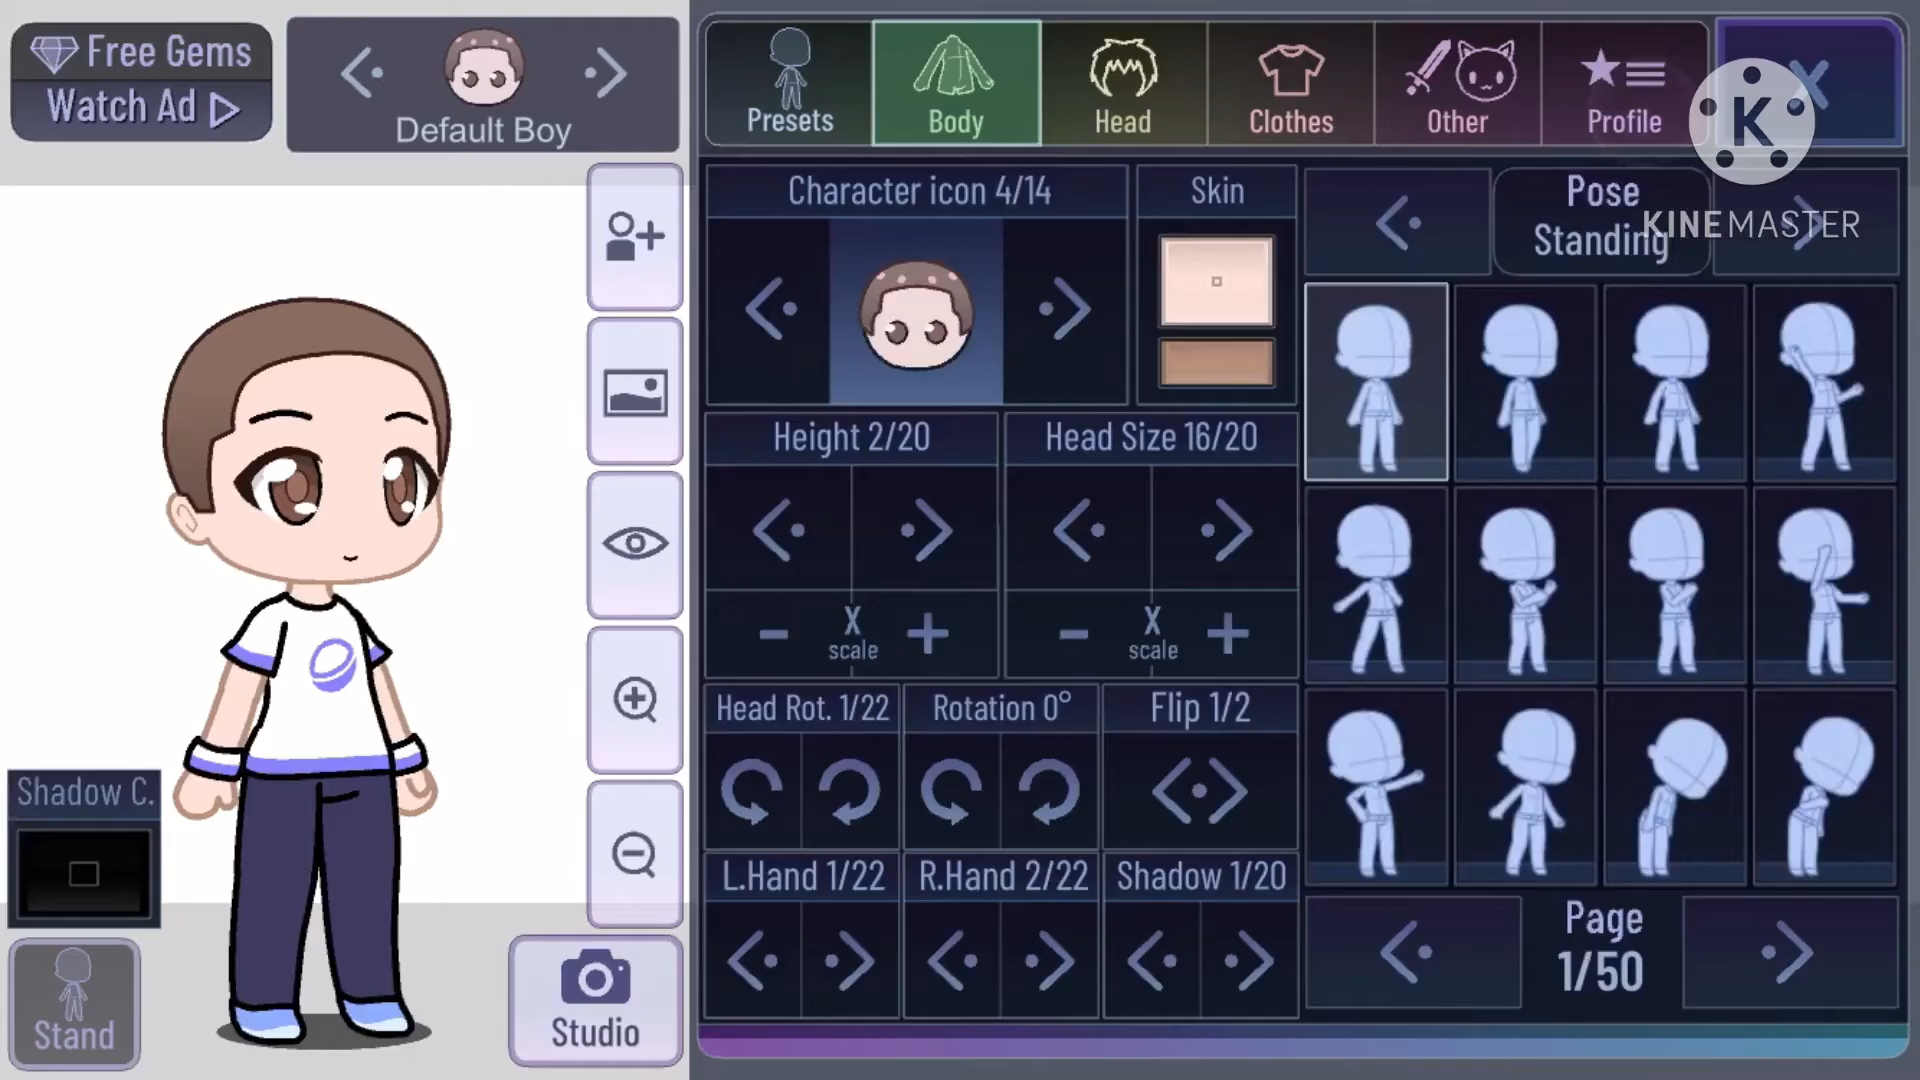 Free Gems
Watch Ad
Default Boy
Presets
Body
Head
Clothes
Other
Profile
X
K
KINEMASTER
Character icon 4/14
Skin
Pose
Standing
Height 2/20
Head Size 16/20
X
scale
X
scale
Head Rot. 1/22
Rotation 0°
Flip 1/2
L.Hand 1/22
R.Hand 2/22
Shadow 1/20
Page
1/50
Shadow C.
Stand
Studio